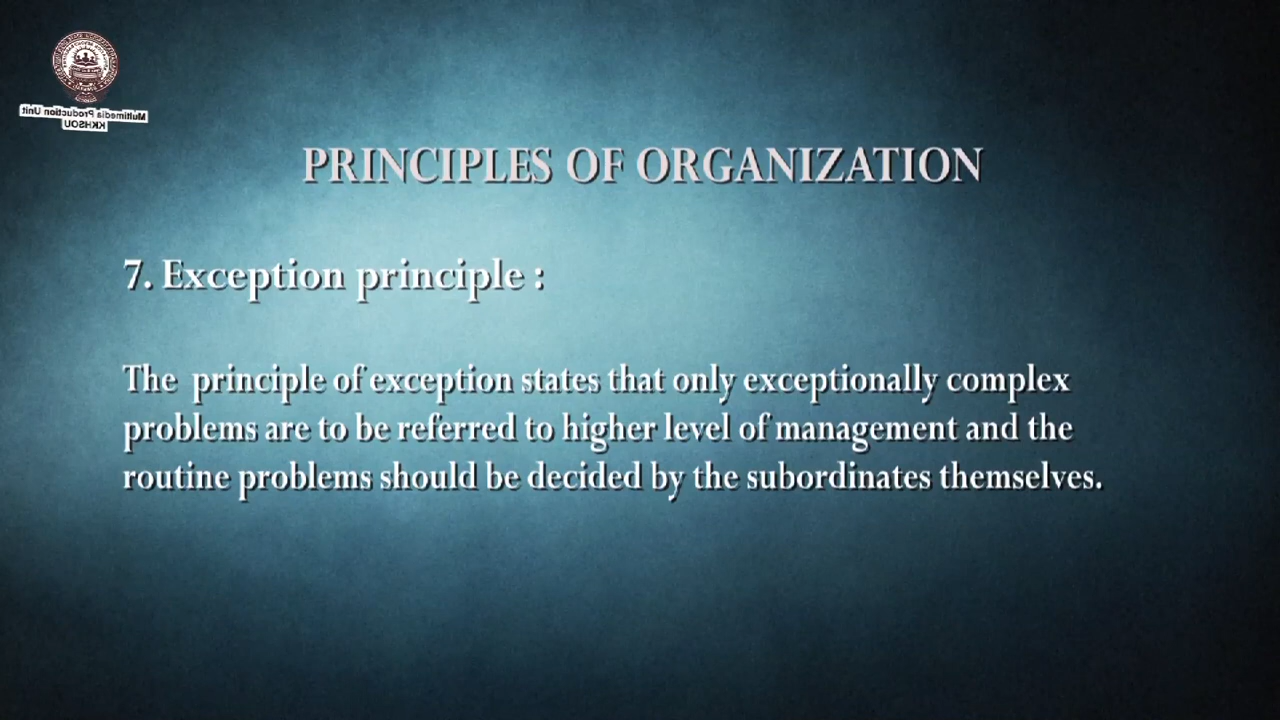 Multimedia Production Unit
KKHSOU
PRINCIPLES OF ORGANIZATION
7. Exception principle :
The principle of exception states that only exceptionally complex
problems are to be referred to higher level of management and the
routine problems should be decided by the subordinates themselves.